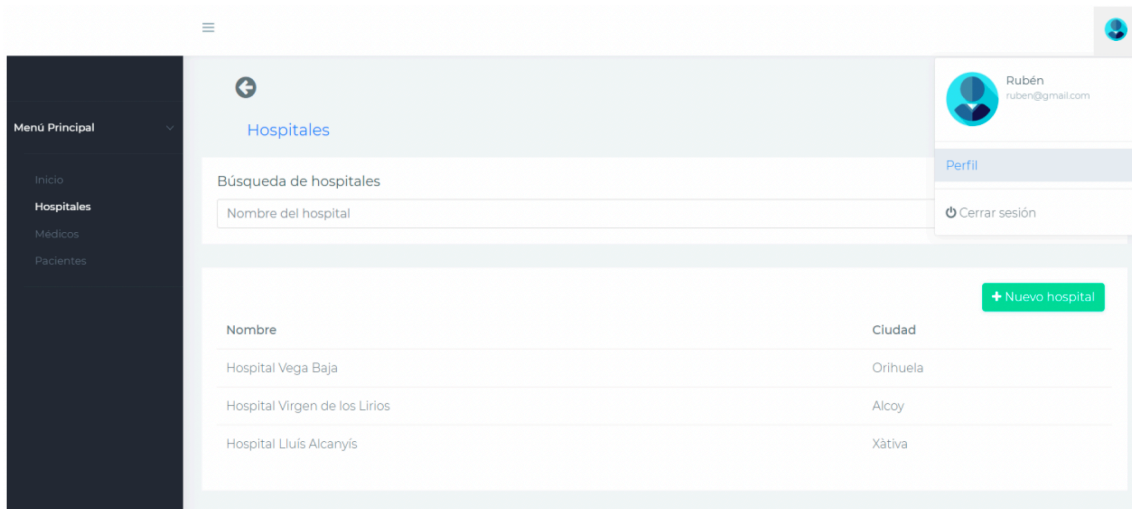 Rubén
ruben@gmail.com
Perfil
Cerrar sesión
Menú Principal
Inicio
Hospitales
Médicos
Pacientes
Hospitales
Búsqueda de hospitales
Nombre del hospital
+ Nuevo hospital
Nombre Ciudad
Hospital Vega Baja Orihuela
Hospital Virgen de los Lirios Alcoy
Hospital Lluís Alcanyís Xàtiva